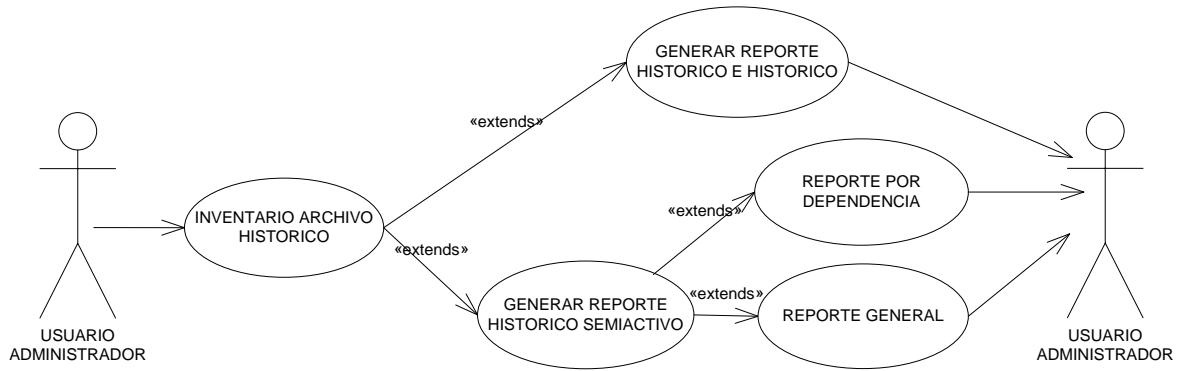 GENERAR REPORTE
HISTORICO E HISTORICO
«extends»
REPORTE POR
DEPENDENCIA
«extends»
INVENTARIO ARCHIVO
HISTORICO
«extends»
GENERAR REPORTE
HISTORICO SEMIACTIVO
«extends»
REPORTE GENERAL
USUARIO
ADMINISTRADOR
USUARIO
ADMINISTRADOR